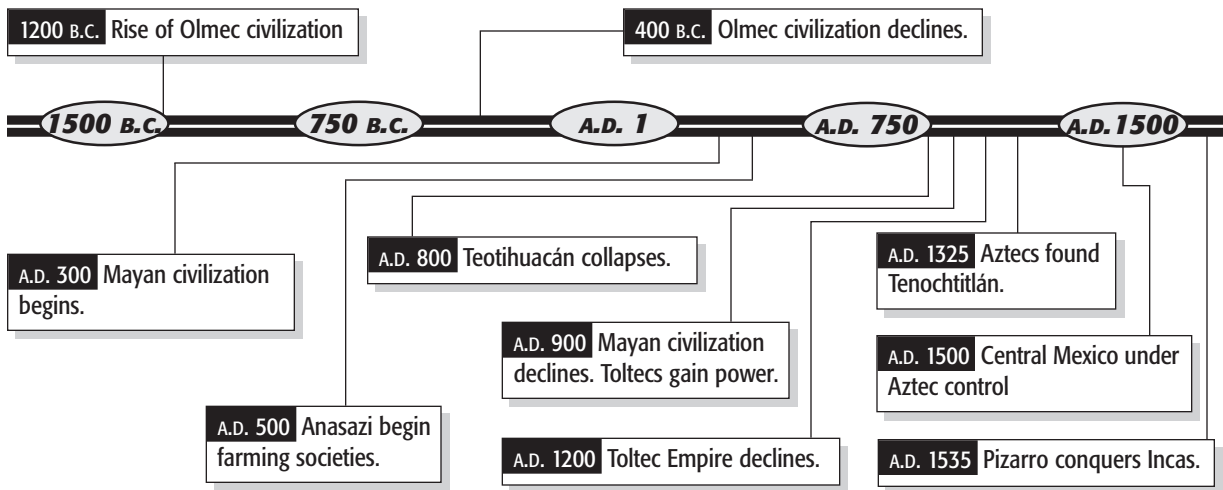 1200 B.C. Rise of Olmec civilization
400 B.C. Olmec civilization declines.
1500 B.C.
750 B.C.
A.D. 1
A.D. 750
A.D. 1500
A.D. 300 Mayan civilization
begins.
A.D. 500 Anasazi begin
farming societies.
A.D. 800 Teotihuacán collapses.
A.D. 900 Mayan civilization
declines. Toltecs gain power.
A.D. 1200 Toltec Empire declines.
A.D. 1325 Aztecs found
Tenochtitlán.
A.D. 1500 Central Mexico under
Aztec control
A.D. 1535 Pizarro conquers Incas.